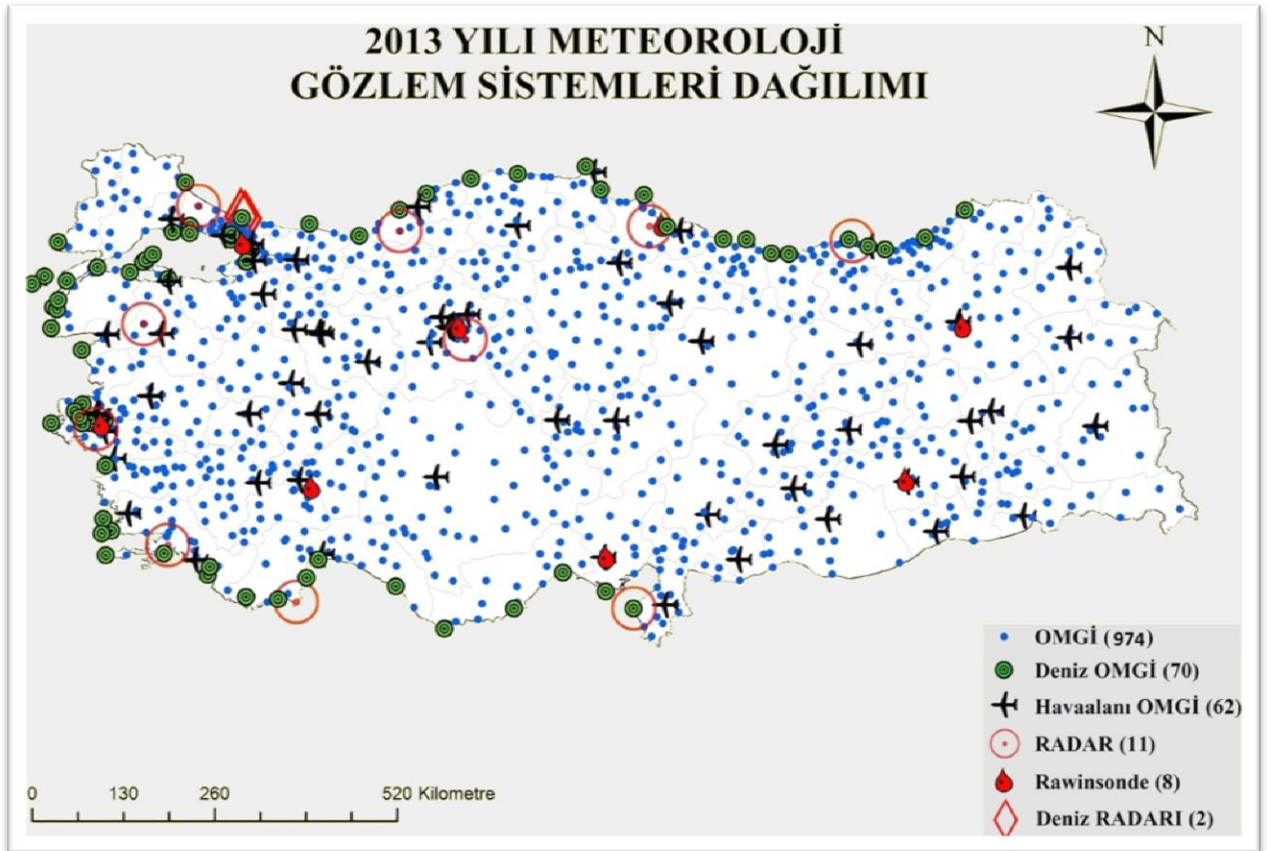 2013 YILI METEOROLOJİ
GÖZLEM SİSTEMLERİ DAĞILIMI
N
OMGİ (974)
Deniz OMGİ (70)
Havaalanı OMGİ (62)
RADAR (11)
Rawinsonde (8)
Deniz RADARI (2)
0 130 260 520 Kilometre